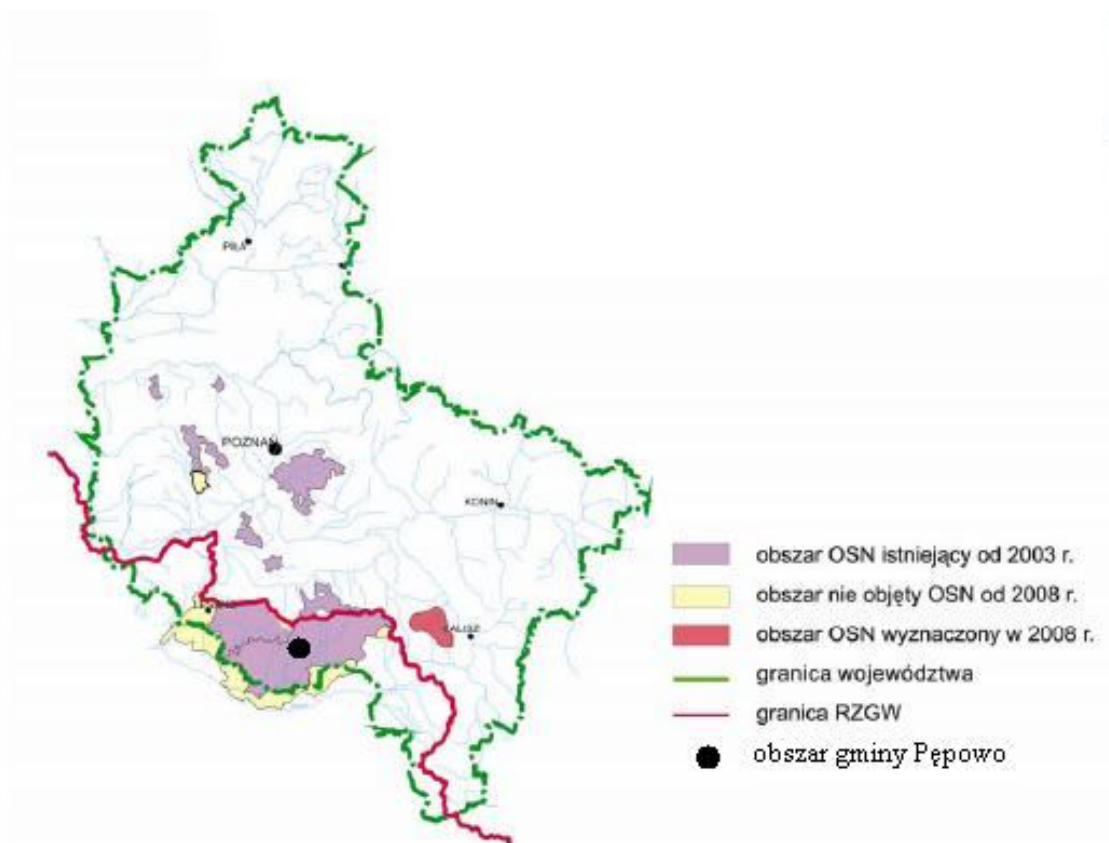 PIŁA
POZNAŃ
KONIN
KALISZ
obszar OSN istniejący od 2003 r.
obszar nie objęty OSN od 2008 r.
obszar OSN wyznaczony w 2008 r.
granica województwa
granica RZGW
obszar gminy Pępowo